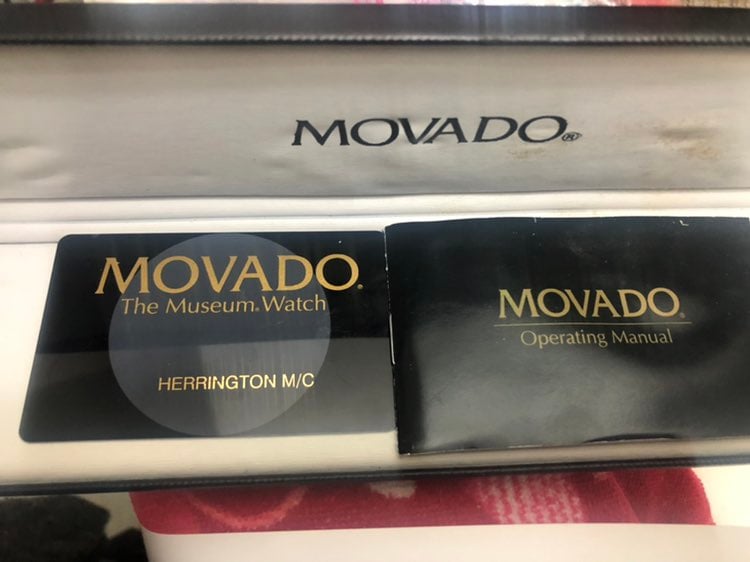 MOVADO®
MOVADO.
The Museum. Watch
HERRINGTON M/C
MOVADO.
Operating Manual